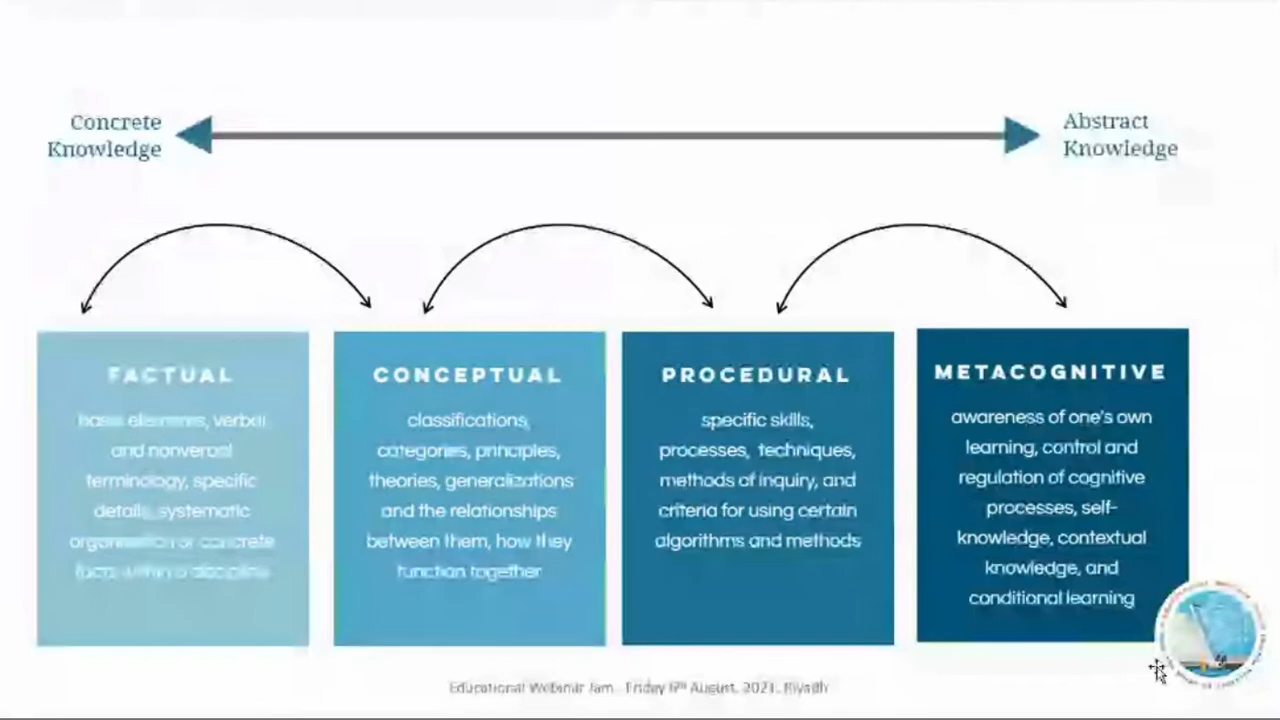 Concrete
Knowledge
Abstract
Knowledge
FACTUAL
basic elements, verbal
and nonverbal
terminology, specific
details, systematic
organization or concrete
facts within a discipline
CONCEPTUAL
classifications,
categories, principles,
theories, generalizations
and the relationships
between them, how they
function together
PROCEDURAL
specific skills,
processes, techniques,
methods of inquiry, and
criteria for using certain
algorithms and methods
METACOGNITIVE
awareness of one's own
learning, control and
regulation of cognitive
processes, self-
knowledge, contextual
knowledge, and
conditional learning
Educational Webinar Jam. Friday 6th August, 2021, Riyadh